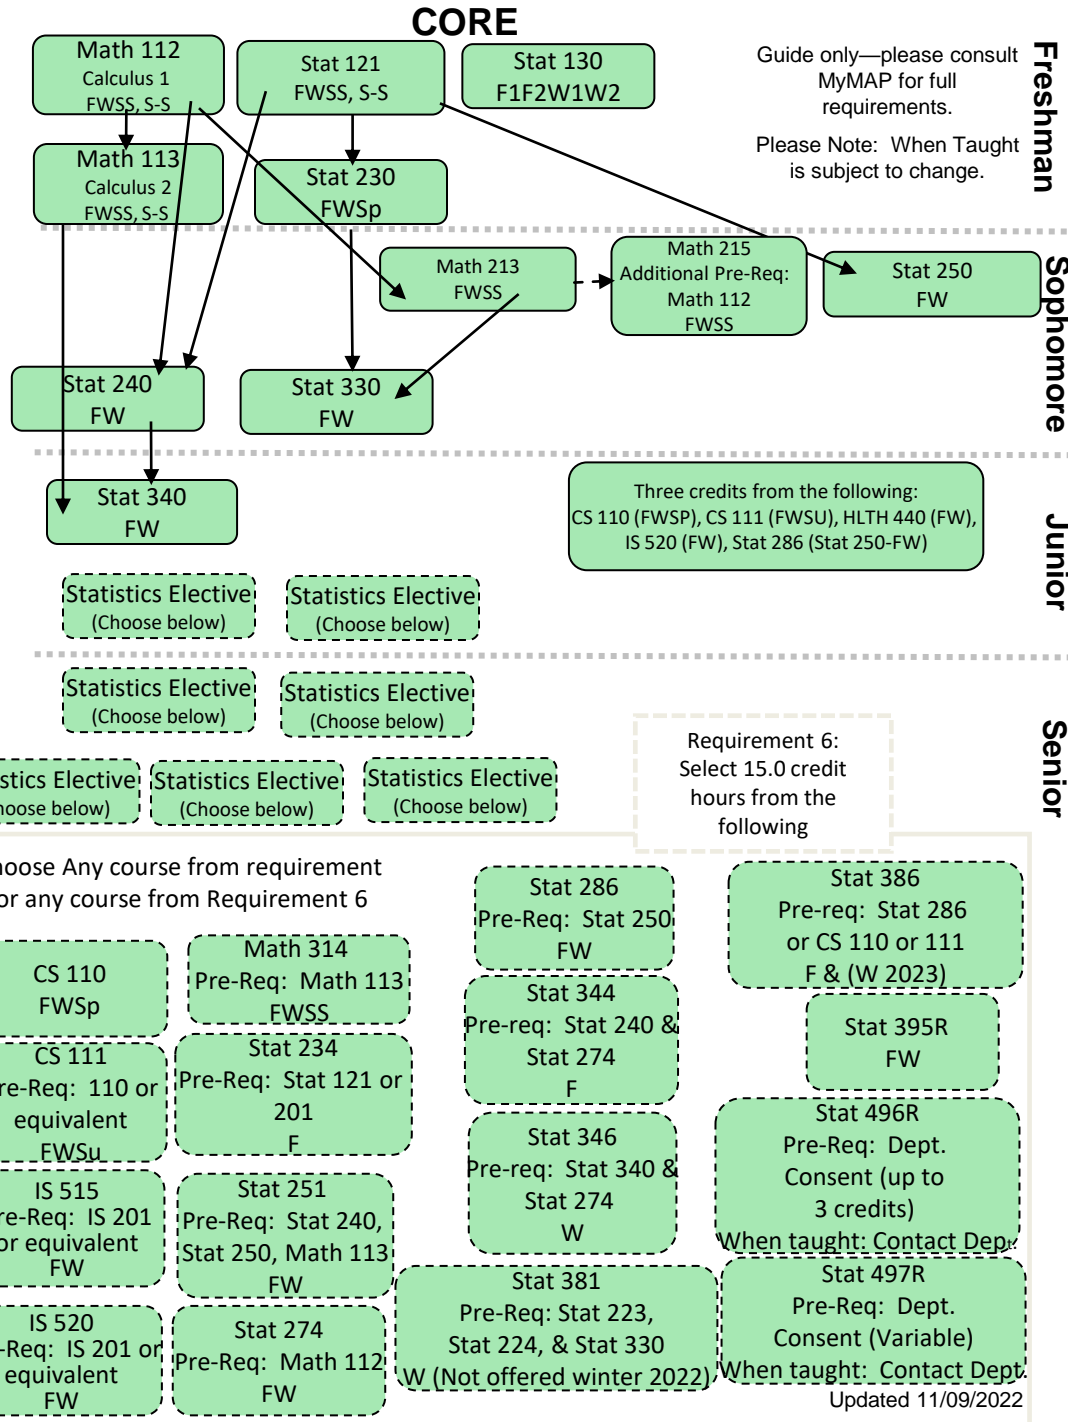 CORE
Math 112
Calculus 1
FWSS, S-S
Stat 121
FWSS, S-S
Stat 130
F1F2W1W2
Guide only—please consult
MyMAP for full
requirements.
Please Note: When Taught
is subject to change.
Freshman
Math 113
Calculus 2
FWSS, S-S
Stat 230
FWSp
Math 213
FWSS
Math 215
Additional Pre-Req:
Math 112
FWSS
Stat 250
FW
Sophomore
Stat 240
FW
Stat 330
FW
Stat 340
FW
Three credits from the following:
CS 110 (FWSP), CS 111 (FWSU), HLTH 440 (FW),
IS 520 (FW), Stat 286 (Stat 250-FW)
Junior
Statistics Elective
(Choose below)
Statistics Elective
(Choose below)
Statistics Elective
(Choose below)
Statistics Elective
(Choose below)
Senior
stics Elective
hoose below)
Statistics Elective
(Choose below)
Statistics Elective
(Choose below)
Requirement 6:
Select 15.0 credit
hours from the
following
oose Any course from requirement
or any course from Requirement 6
CS 110
FWSp
CS 111
re-Req: 110 or
equivalent
FWSu
IS 515
re-Req: IS 201
or equivalent
FW
IS 520
-Req: IS 201 or
equivalent
FW
Math 314
Pre-Req: Math 113
FWSS
Stat 234
Pre-Req: Stat 121 or
201
F
Stat 251
Pre-Req: Stat 240,
Stat 250, Math 113
FW
Stat 274
Pre-Req: Math 112
FW
Stat 286
Pre-Req: Stat 250
FW
Stat 344
Pre-req: Stat 240 &
Stat 274
F
Stat 346
Pre-req: Stat 340 &
Stat 274
W
Stat 381
Pre-Req: Stat 223,
Stat 224, & Stat 330
W (Not offered winter 2022)
Stat 386
Pre-req: Stat 286
or CS 110 or 111
F & (W 2023)
Stat 395R
FW
Stat 496R
Pre-Req: Dept.
Consent (up to
3 credits)
When taught: Contact Dept.
Stat 497R
Pre-Req: Dept.
Consent (Variable)
When taught: Contact Dept.
Updated 11/09/2022